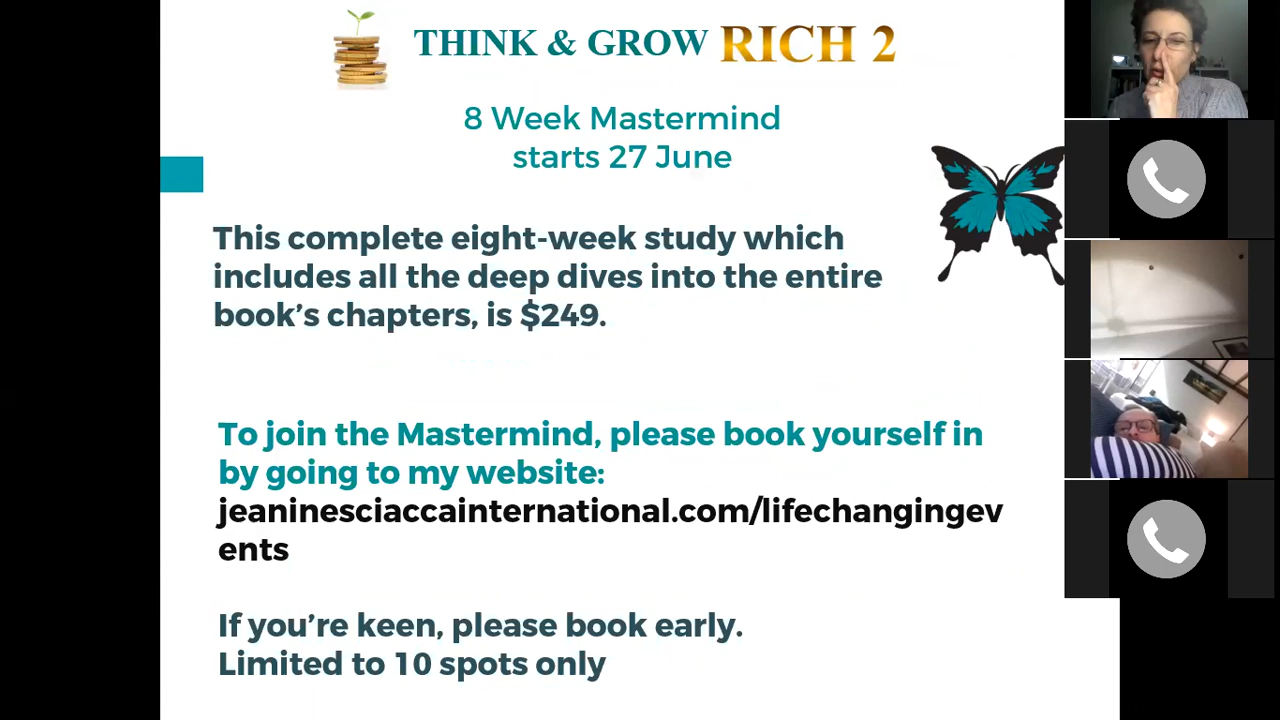 THINK & GROW RICH 2
8 Week Mastermind
starts 27 June
This complete eight-week study which
includes all the deep dives into the entire
book’s chapters, is $249.
To join the Mastermind, please book yourself in
by going to my website:
jeaninesciaccainternational.com/lifechangingev
ents
If you’re keen, please book early.
Limited to 10 spots only